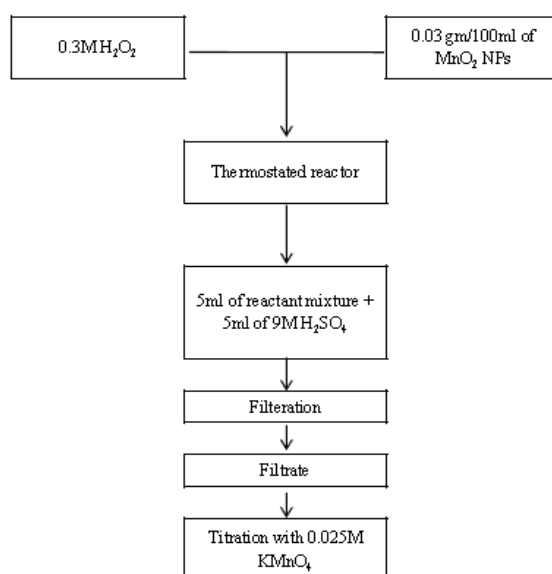 0.3M H₂O₂
0.03 gm/100ml of
MnO₂ NPs
Thermostated reactor
5ml of reactant mixture +
5ml of 9M H₂SO₄
Filteration
Filtrate
Titration with 0.025M
KMnO₄